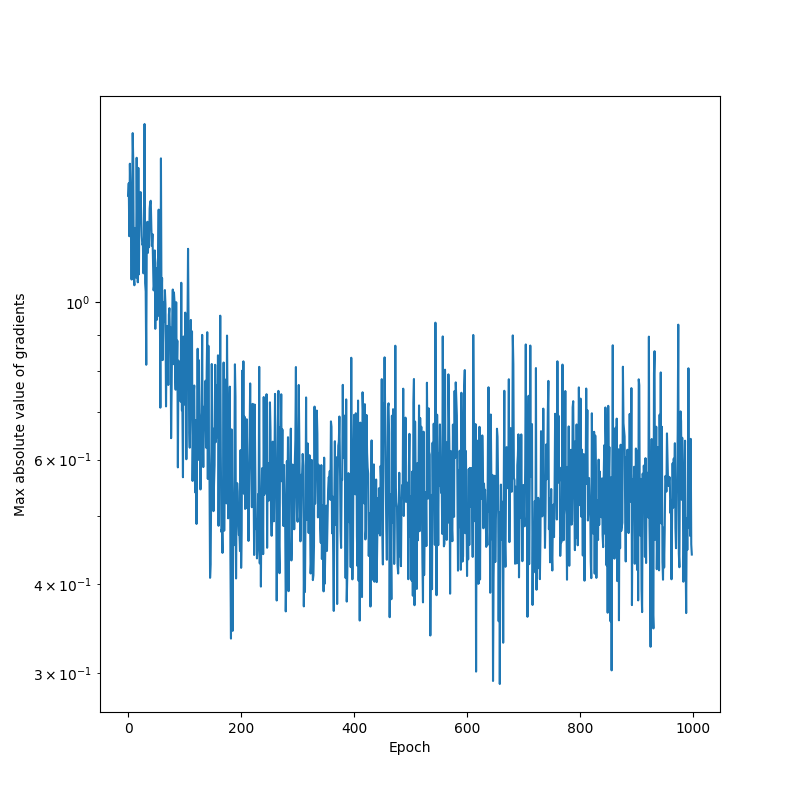 Max absolute value of gradients
10⁰
6 × 10⁻¹
4 × 10⁻¹
3 × 10⁻¹
0 200 400 600 800 1000
Epoch